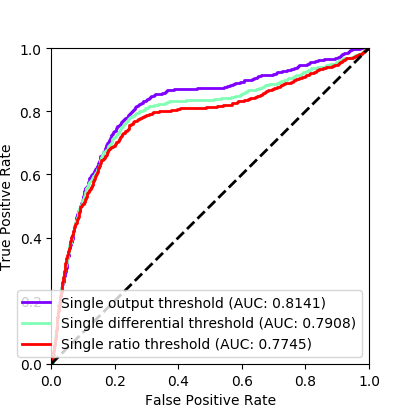 1.0
0.8
0.6
0.4
0.2
0.0
True Positive Rate
Single output threshold (AUC: 0.8141)
Single differential threshold (AUC: 0.7908)
Single ratio threshold (AUC: 0.7745)
0.0 0.2 0.4 0.6 0.8 1.0
False Positive Rate